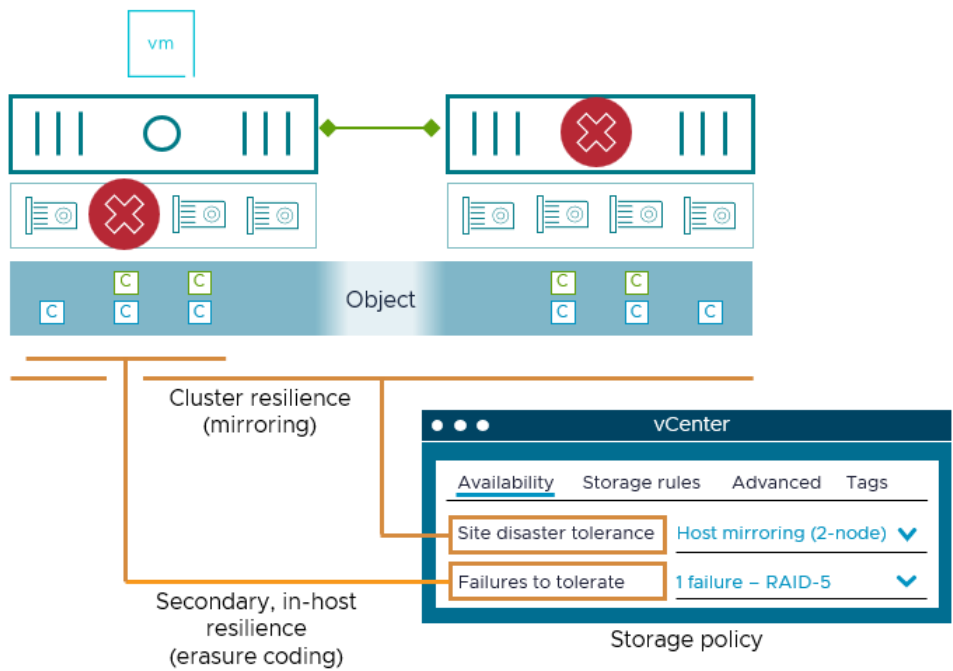 vm
C C C C
Object
C C C C C C
Cluster resilience
(mirroring)
vCenter
Availability Storage rules Advanced Tags
Site disaster tolerance Host mirroring (2-node)
Failures to tolerate 1 failure – RAID-5
Secondary, in-host
resilience
(erasure coding)
Storage policy